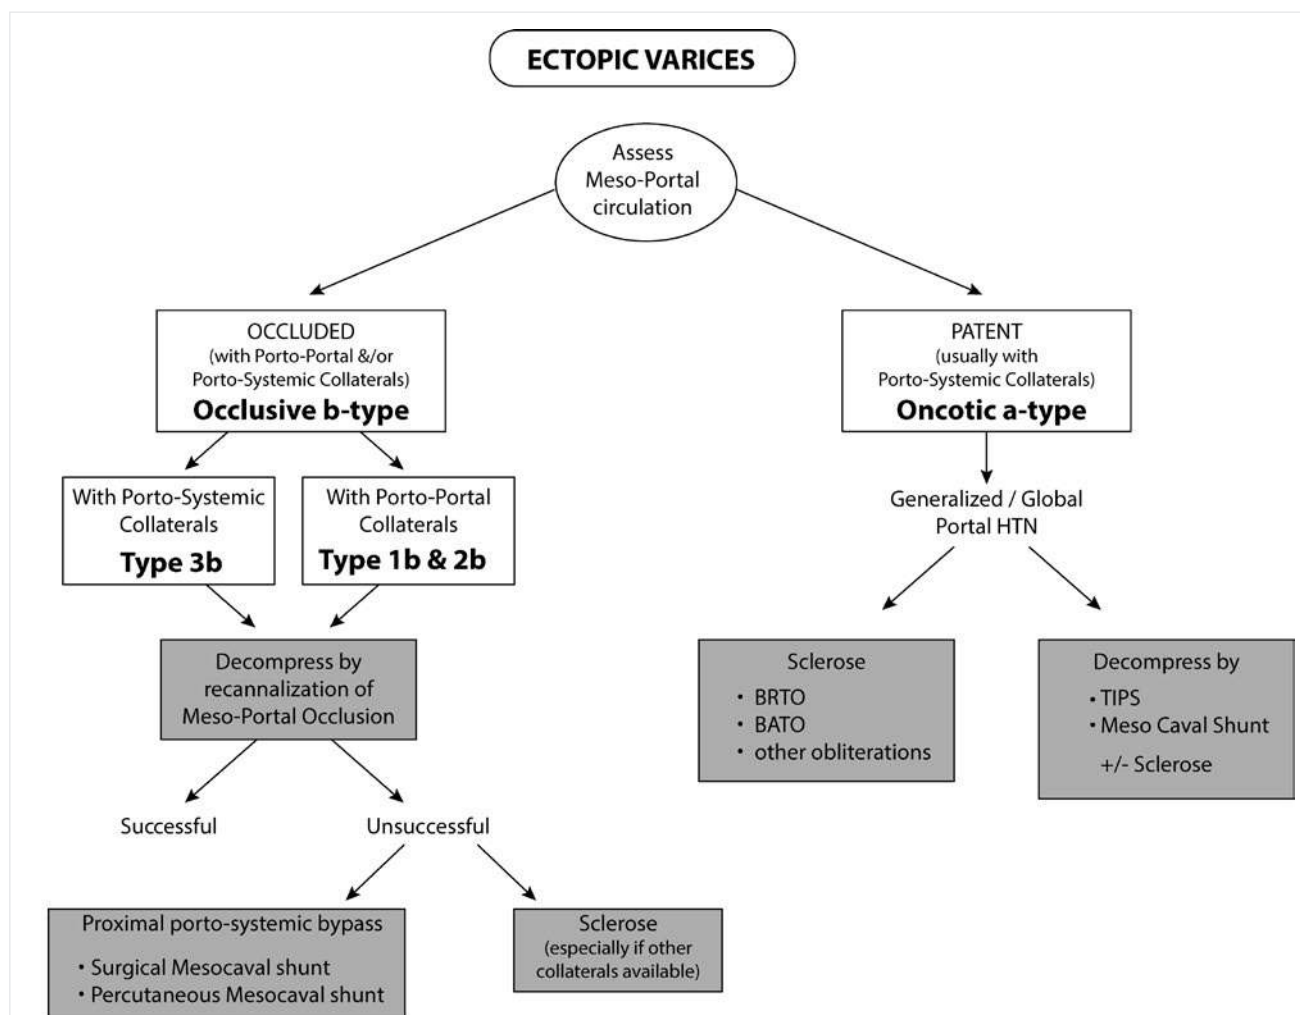 ECTOPIC VARICES
Assess
Meso-Portal
circulation
OCCLUDED
(with Porto-Portal &/or
Porto-Systemic Collaterals)
Occlusive b-type
PATENT
(usually with
Porto-Systemic Collaterals)
Oncotic a-type
With Porto-Systemic
Collaterals
Type 3b
With Porto-Portal
Collaterals
Type 1b & 2b
Generalized / Global
Portal HTN
Decompress by
recannalization of
Meso-Portal Occlusion
Sclerose
• BRTO
• BATO
• other obliterations
Decompress by
• TIPS
• Meso Caval Shunt
+/- Sclerose
Successful
Unsuccessful
Proximal porto-systemic bypass
• Surgical Mesocaval shunt
• Percutaneous Mesocaval shunt
Sclerose
(especially if other
collaterals available)